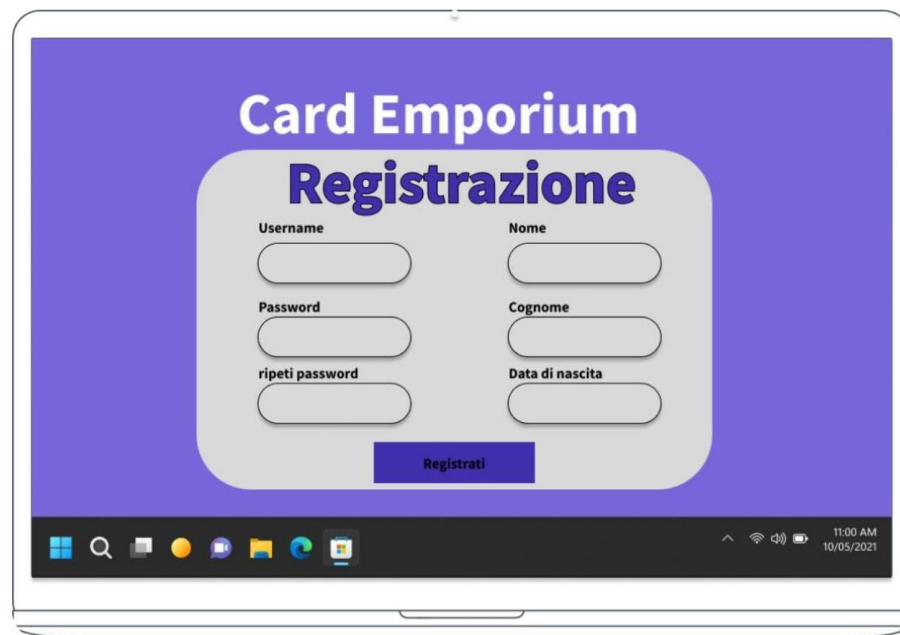 Card Emporium
Registrazione
Username
Nome
Password
Cognome
ripeti password
Data di nascita
Registrati
11:00 AM
10/05/2021